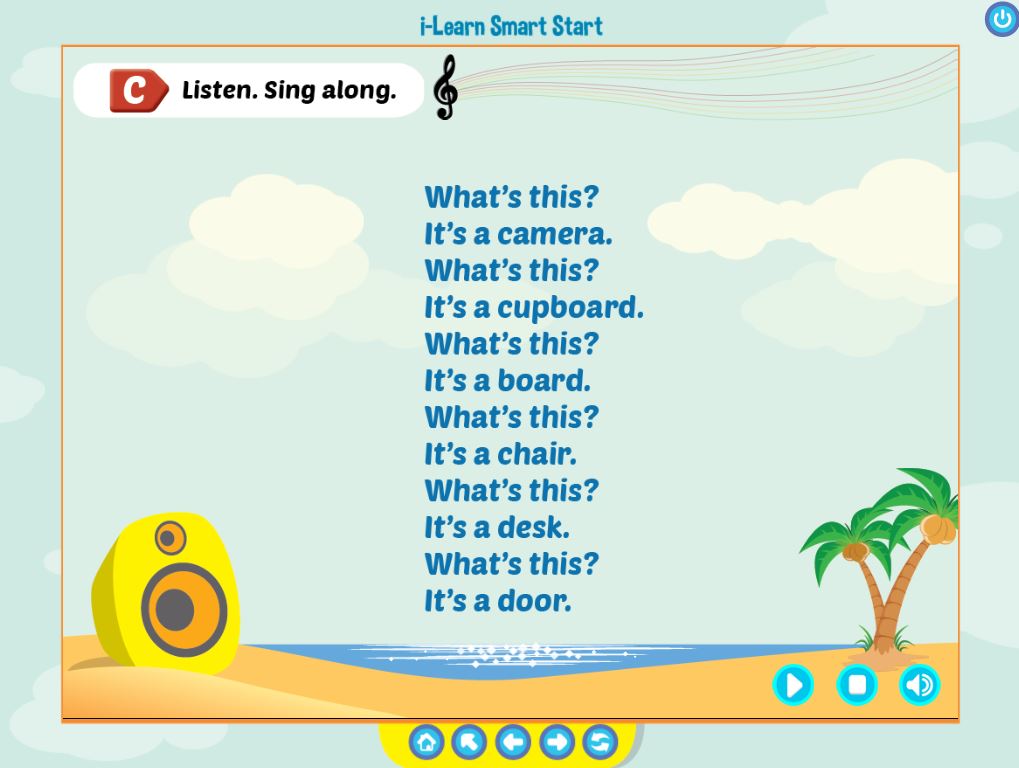 i-Learn Smart Start
C Listen. Sing along.
What's this?
It's a camera.
What's this?
It's a cupboard.
What's this?
It's a board.
What's this?
It's a chair.
What's this?
It's a desk.
What's this?
It's a door.